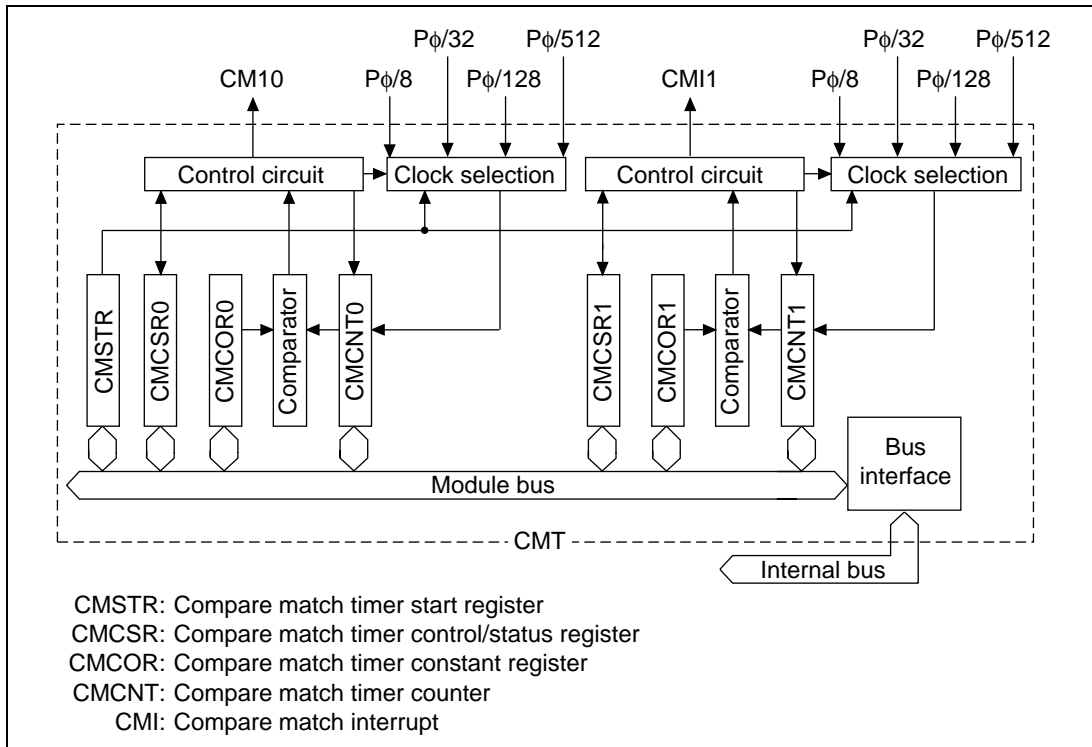 Pφ/32 Pφ/512 Pφ/32 Pφ/512
CM10 Pφ/8 Pφ/128 CMI1 Pφ/8 Pφ/128
Control circuit Clock selection Control circuit Clock selection
CMSTR
CMCSR0
CMCOR0
Comparator
CMCNT0
CMCSR1
CMCOR1
Comparator
CMCNT1
Bus
interface
Module bus
CMT
Internal bus
CMSTR: Compare match timer start register
CMCSR: Compare match timer control/status register
CMCOR: Compare match timer constant register
CMCNT: Compare match timer counter
CMI: Compare match interrupt